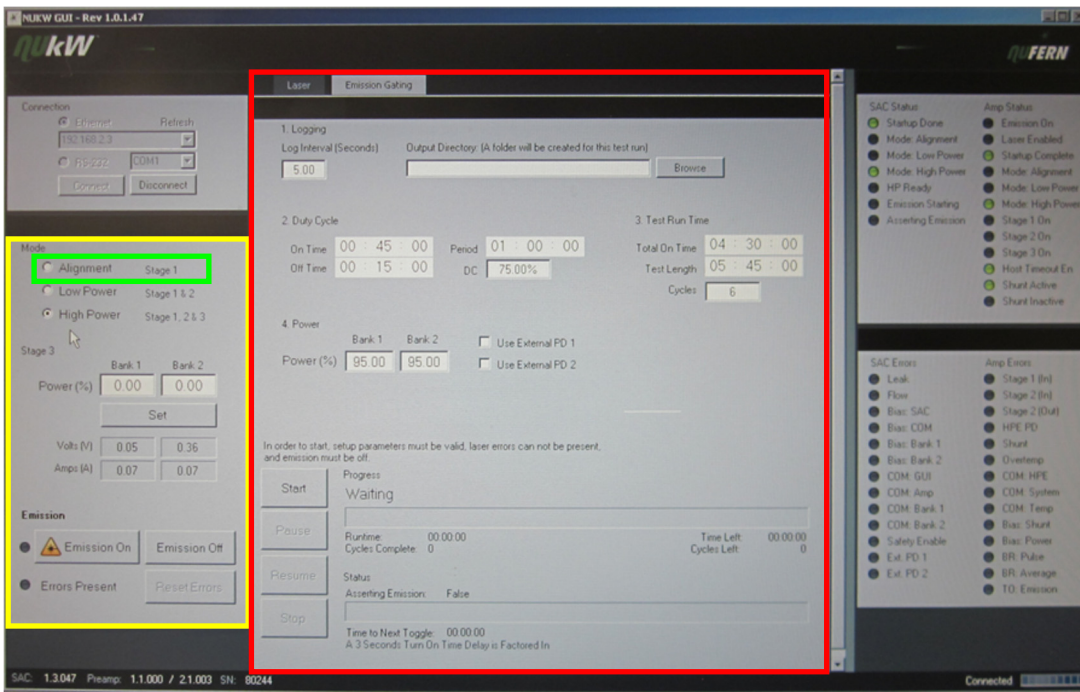 NUKW GUI - Rev 1.0.1.47
NUkW
NUFERN
Connection
Ethernet Refresh
192.168.2.3
RS-232 COM1
Connect Disconnect
Mode
Alignment Stage 1
Low Power Stage 1 & 2
High Power Stage 1, 2 & 3
Stage 3
Bank 1 Bank 2
Power (%) 0.00 0.00
Set
Volts (V) 0.05 0.36
Amps (A) 0.07 0.07
Emission
Emission On Emission Off
Errors Present Reset Errors
Laser Emission Gating
1. Logging
Log Interval (Seconds) Output Directory: (A folder will be created for this test run)
5.00 Browse
2. Duty Cycle
On Time 00 : 45 : 00 Period 01 : 00 : 00
Off Time 00 : 15 : 00 DC 75.00%
3. Test Run Time
Total On Time 04 : 30 : 00
Test Length 05 : 45 : 00
Cycles 6
4. Power
Bank 1 Bank 2
Power (%) 95.00 95.00
Use External PD 1
Use External PD 2
In order to start, setup parameters must be valid, laser errors can not be present,
and emission must be off.
Start
Pause
Resume
Stop
Progress
Waiting
Runtime: 00:00:00 Time Left: 00:00:00
Cycles Complete: 0 Cycles Left: 0
Status
Asserting Emission: False
Time to Next Toggle: 00:00:00
A 3 Seconds Turn On Time Delay is Factored In
SAC Status
Startup Done
Mode: Alignment
Mode: Low Power
Mode: High Power
HP Ready
Emission Starting
Asserting Emission
Amp Status
Emission On
Laser Enabled
Startup Complete
Mode: Alignment
Mode: Low Power
Mode: High Power
Stage 1 On
Stage 2 On
Stage 3 On
Host Timeout En
Shunt Active
Shunt Inactive
SAC Errors
Leak
Flow
Bias: SAC
Bias: COM
Bias: Bank 1
Bias: Bank 2
COM: GUI
COM: Amp
COM: Bank 1
COM: Bank 2
Safety Enable
Ext. PD 1
Ext. PD 2
Amp Errors
Stage 1 (In)
Stage 2 (In)
Stage 2 (Out)
HPE PD
Shunt
Overtemp
COM: HPE
COM: System
COM: Temp
Bias: Shunt
Bias: Power
BR: Pulse
BR: Average
TO: Emission
SAC: 1.3.047 Preamp: 1.1.000 / 2.1.003 SN: 80244
Connected